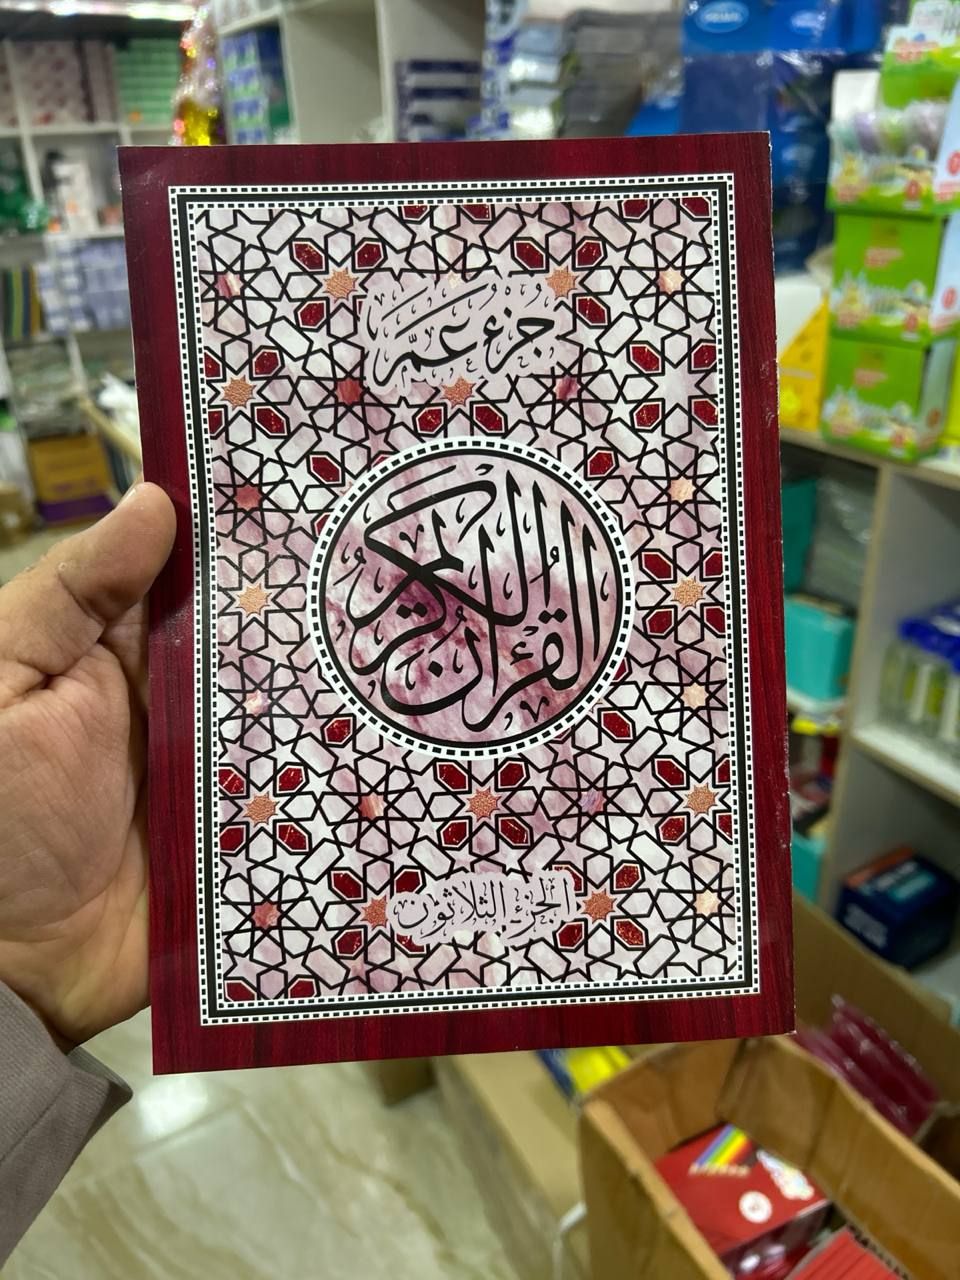 جزء عمَّ
القرآن الكريم
الجزء الثلاثون